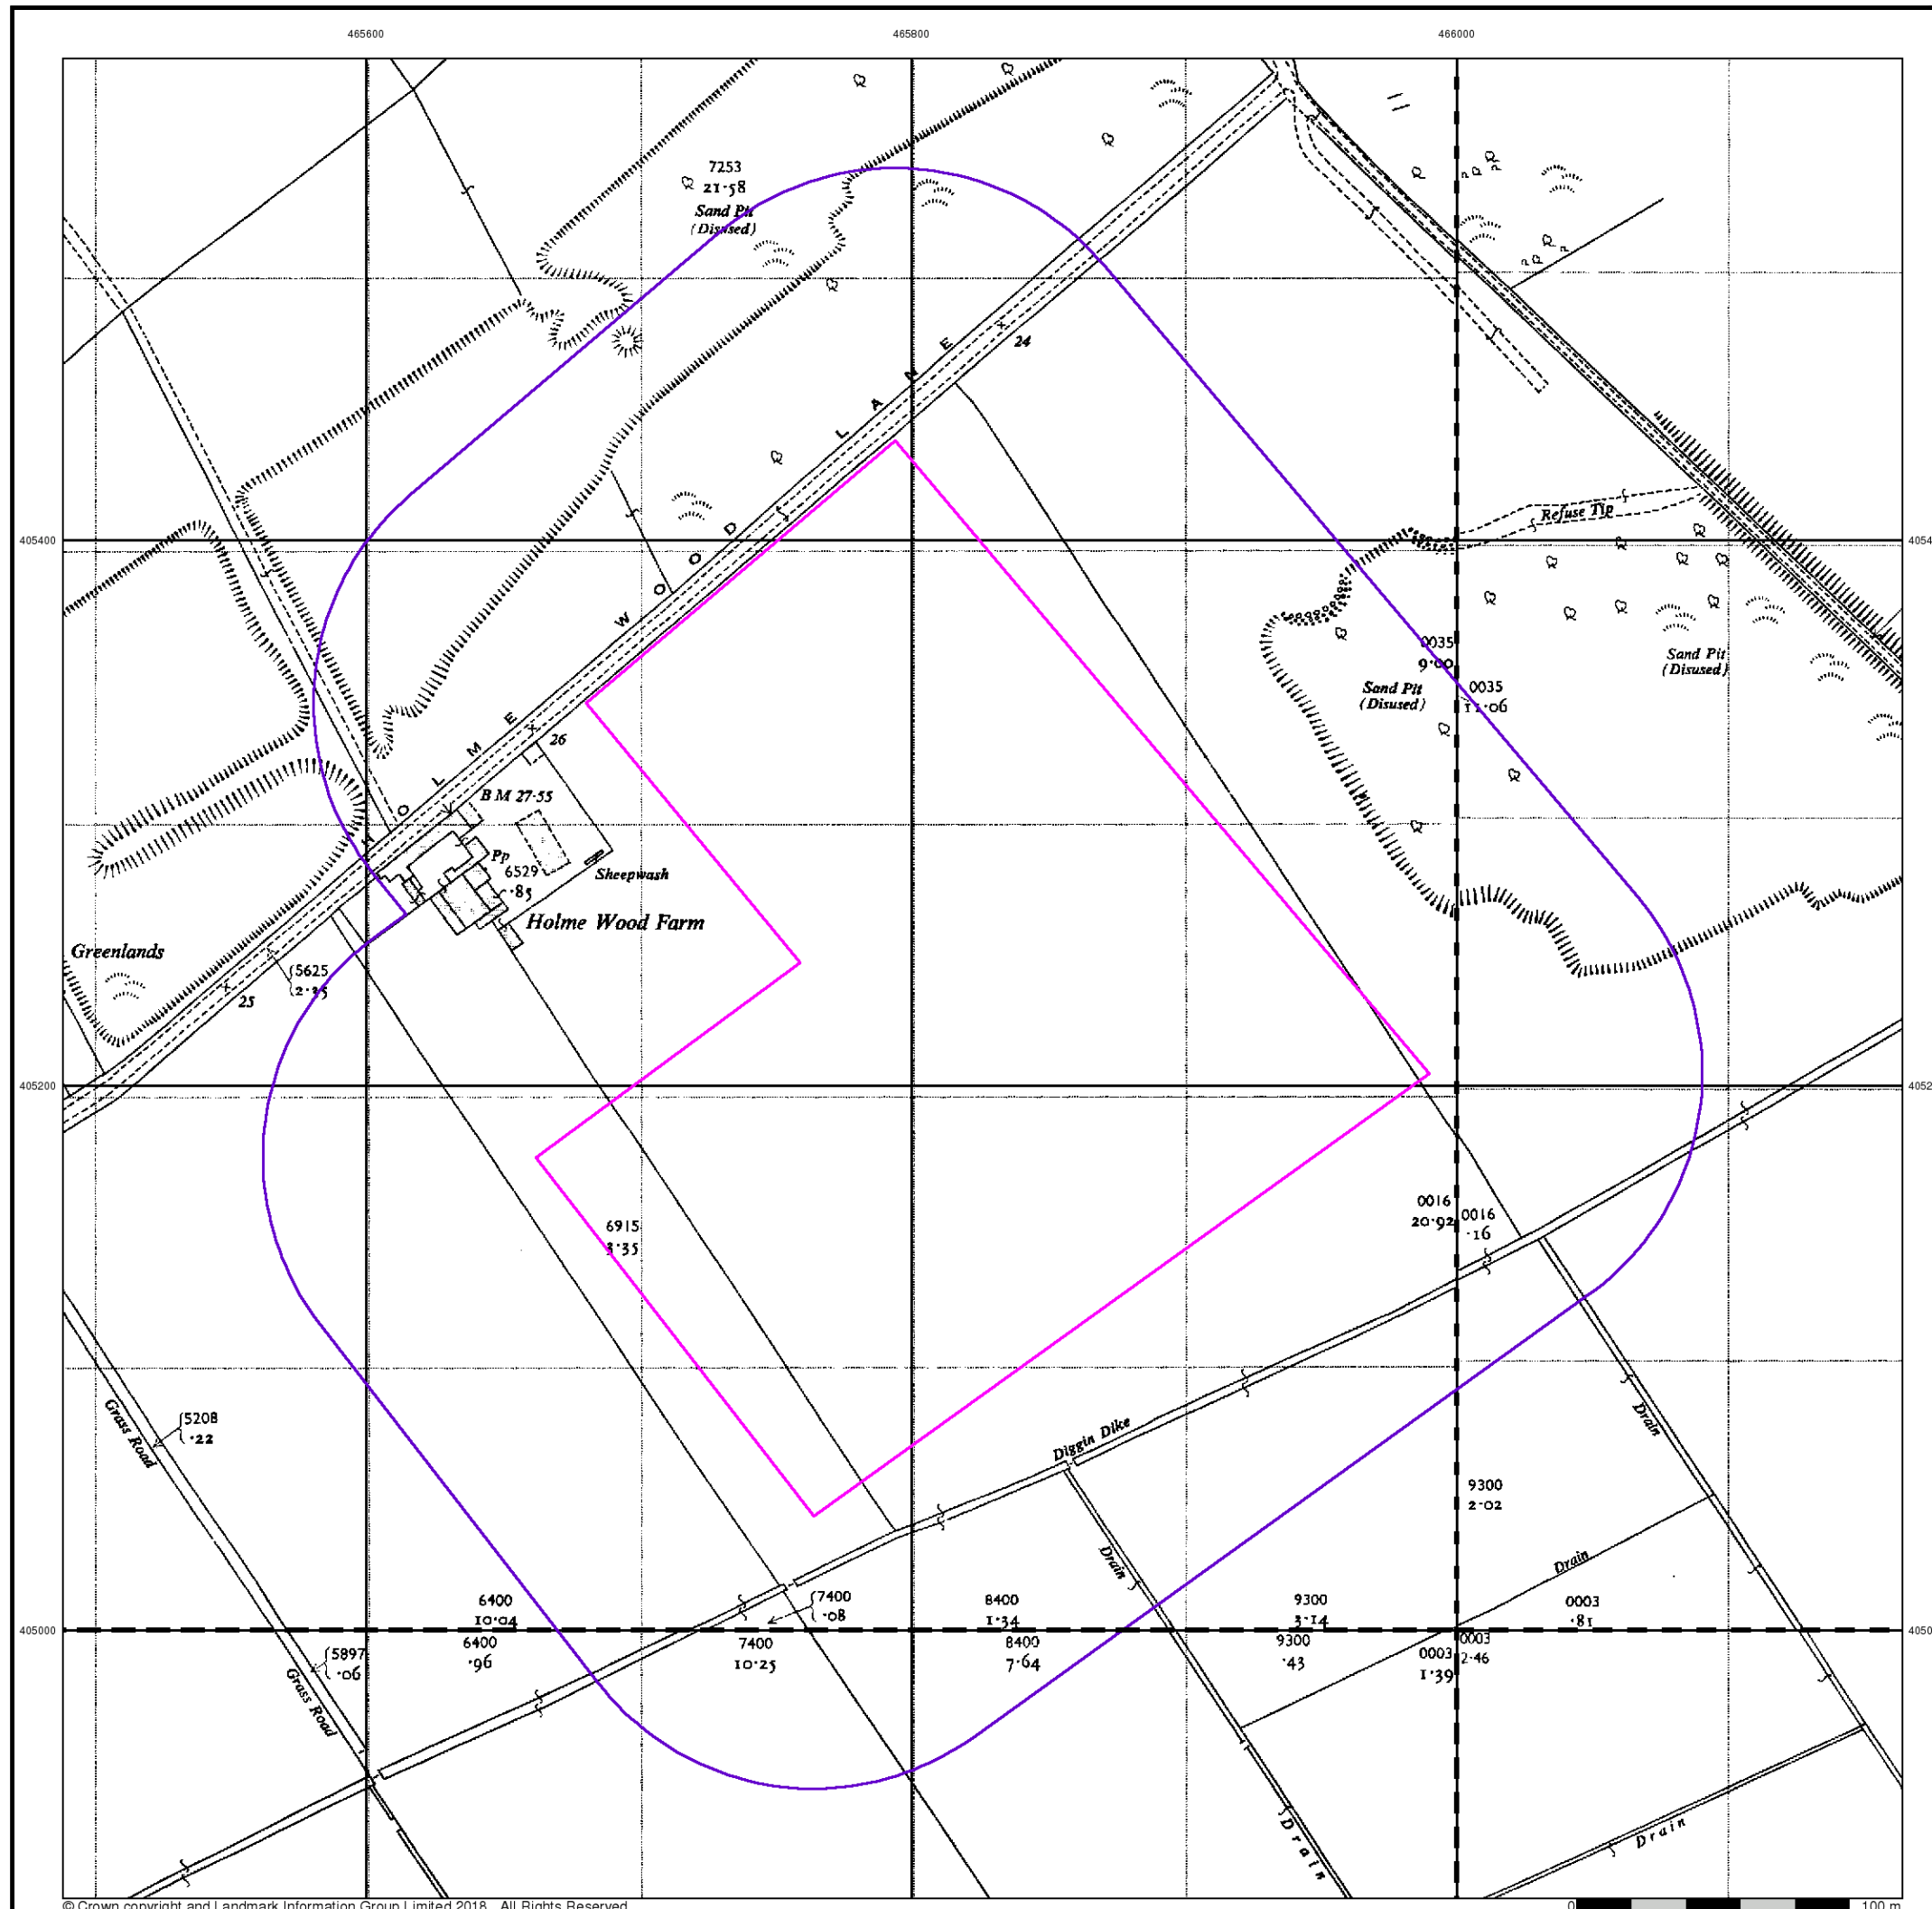 465600
465800
466000
7253
21·58
Sand Pit
(Disused)
24
HOLME WOOD LANE
405400
Refuse Tip
0035
9·00
Sand Pit
(Disused)
0035
11·06
Sand Pit
(Disused)
26
B M 27·55
Pp
6529
·85
Sheepwash
Holme Wood Farm
Greenlands
5625
2·35
25
405200
6915
3·35
0016
20·92
0016
·16
Grass Road
5208
·22
Diggin Dike
Drain
9300
2·02
Drain
Drain
6400
10·04
7400
·08
8400
1·34
9300
3·14
0003
·81
6400
·96
7400
10·25
8400
7·64
9300
·43
0003
1·39
0003
2·46
5897
·06
Grass Road
Drain
Drain
© Crown copyright and Landmark Information Group Limited 2018. All Rights Reserved.
0
100 m